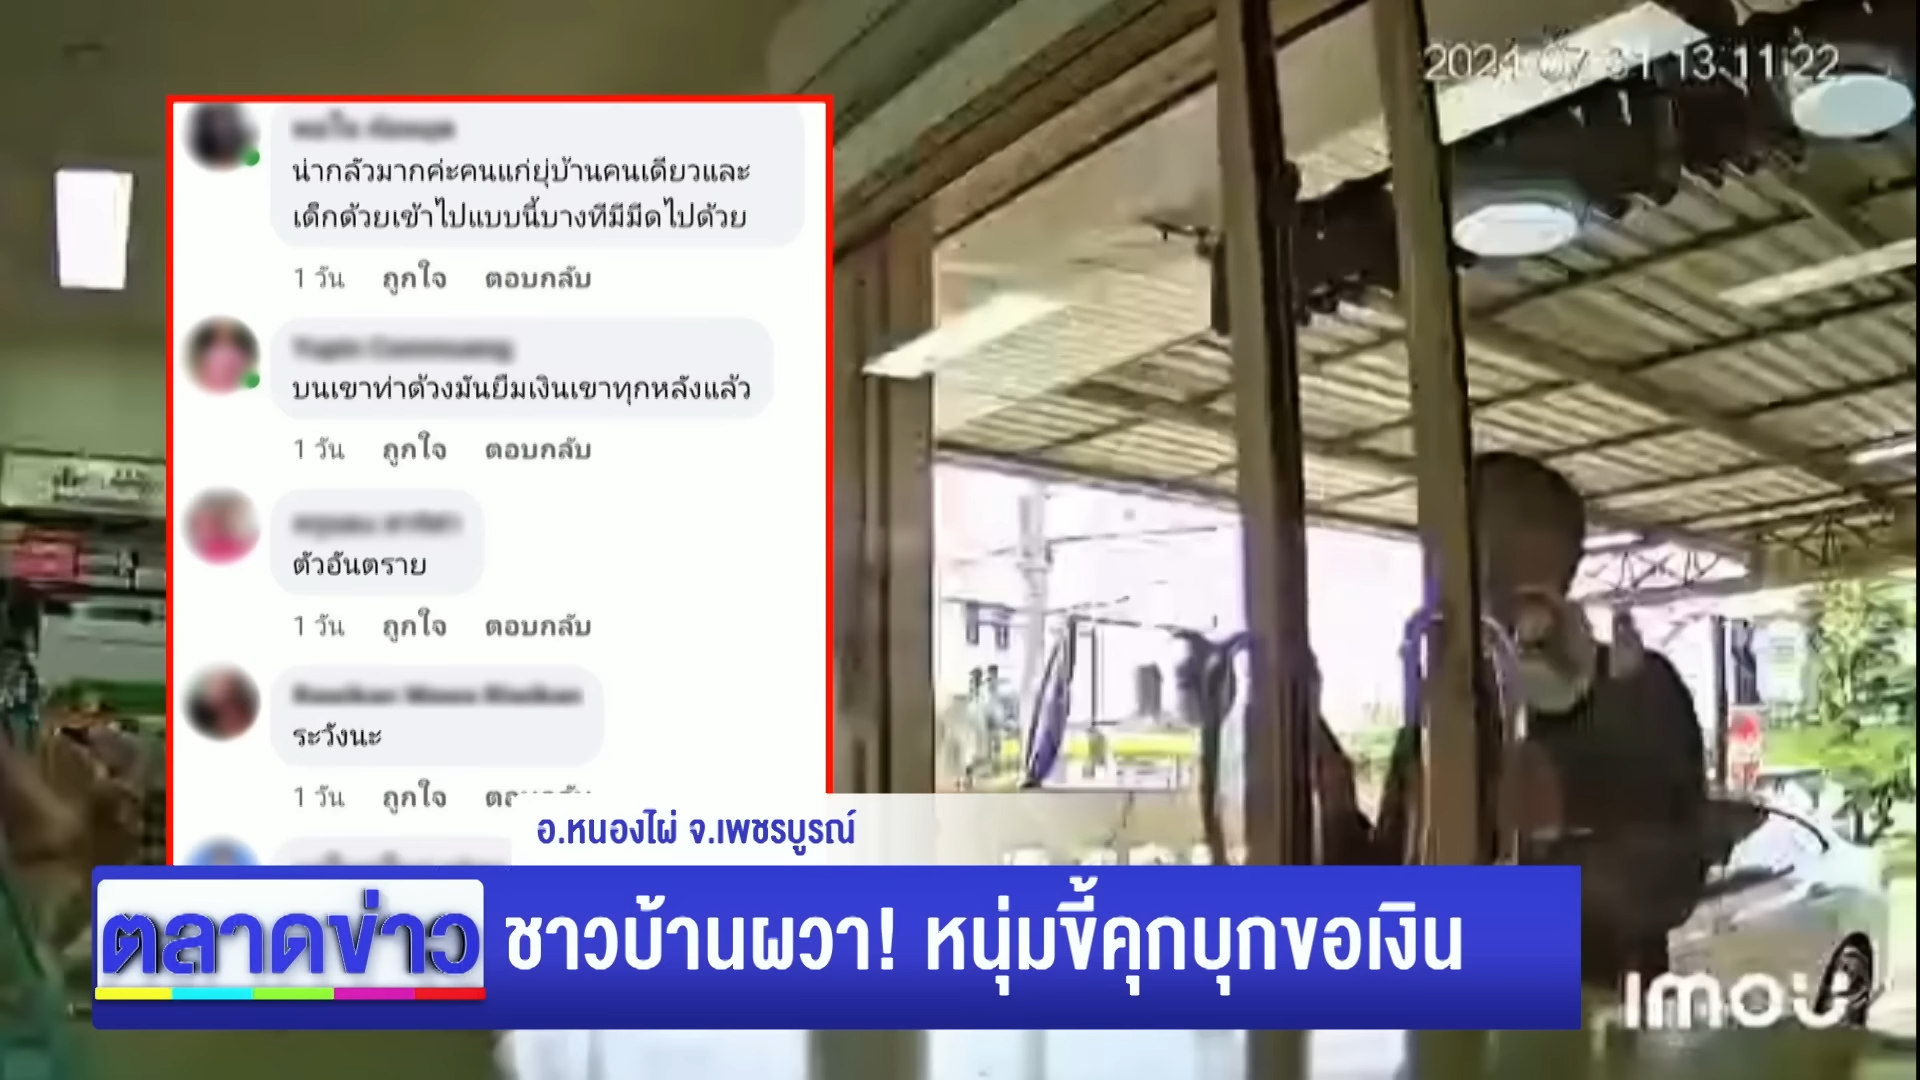 2024-07-31 13:11:22
น่ากลัวมากค่ะคนแก่ยุ่บ้านคนเดียวและ
เด็กด้วยเข้าไปแบบนี้บางทีมีมีดไปด้วย
1 วัน ถูกใจ ตอบกลับ
บนเขาท่าด้วงมันยืมเงินเขาทุกหลังแล้ว
1 วัน ถูกใจ ตอบกลับ
ตัวอันตราย
1 วัน ถูกใจ ตอบกลับ
ระวังนะ
1 วัน ถูกใจ
อ.หนองไผ่ จ.เพชรบูรณ์
ตลาดข่าว
ชาวบ้านผวา! หนุ่มขี้คุกบุกขอเงิน
imou